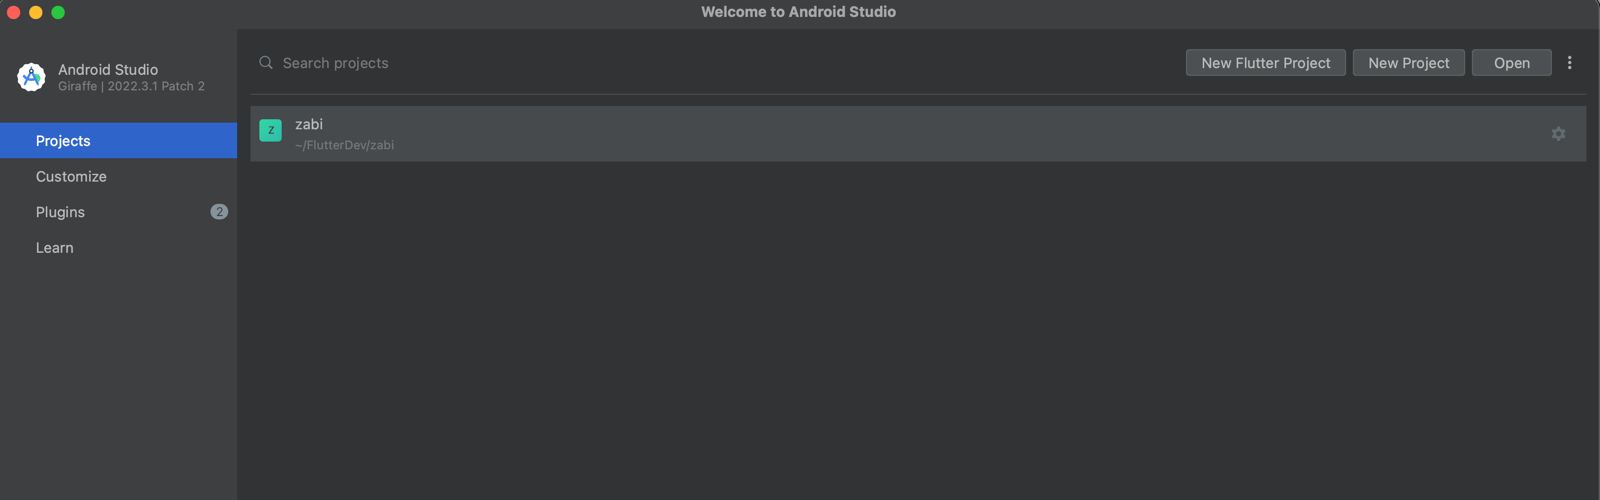 Welcome to Android Studio
Android Studio
Giraffe | 2022.3.1 Patch 2
Projects
Customize
Plugins 2
Learn
Search projects
New Flutter Project
New Project
Open
Z
zabi
~/FlutterDev/zabi